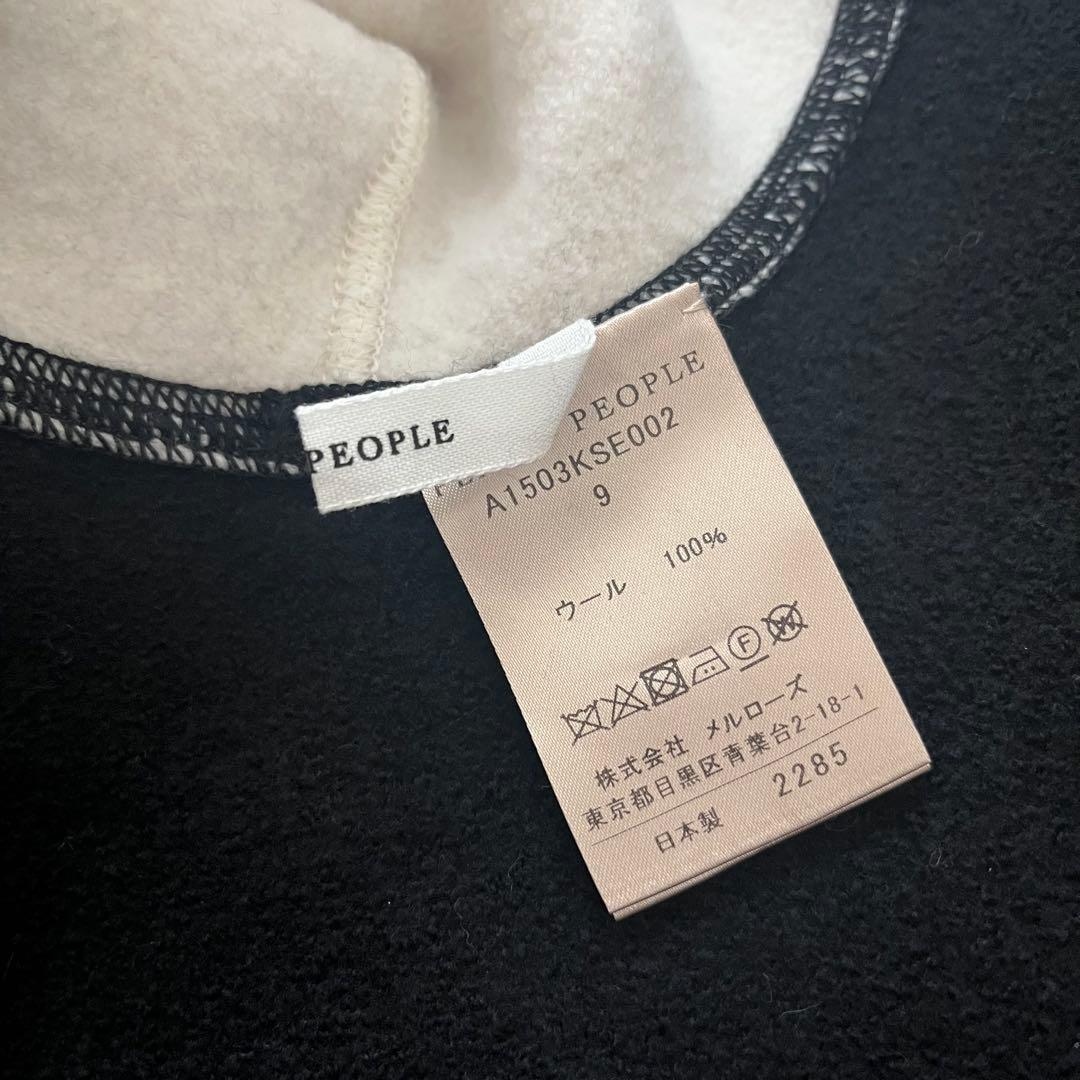 PEOPLE
PEOPLE
A1503KSE002
9
ウール 100%
F W
株式会社 メルローズ
東京都目黒区青葉台2-18-1
日本製 2285